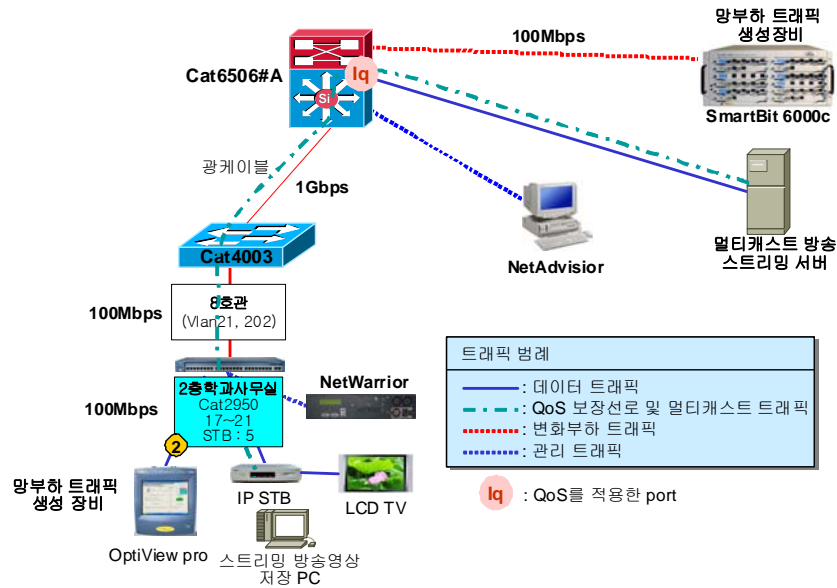 망부하 트래픽
생성장비
100Mbps
Cat6506#A
Iq
Si
SmartBit 6000c
광케이블
1Gbps
멀티캐스트 방송
스트리밍 서버
NetAdvisior
Cat4003
8호관
(Vlan21, 202)
100Mbps
트래픽 범례
: 데이터 트래픽
: QoS 보장선로 및 멀티캐스트 트래픽
: 변화부하 트래픽
: 관리 트래픽
Iq : QoS를 적용한 port
NetWarrior
2층학과사무실
Cat2950
17~21
STB : 5
100Mbps
2
망부하 트래픽
생성 장비
OptiView pro
IP STB
LCD TV
스트리밍 방송영상
저장 PC